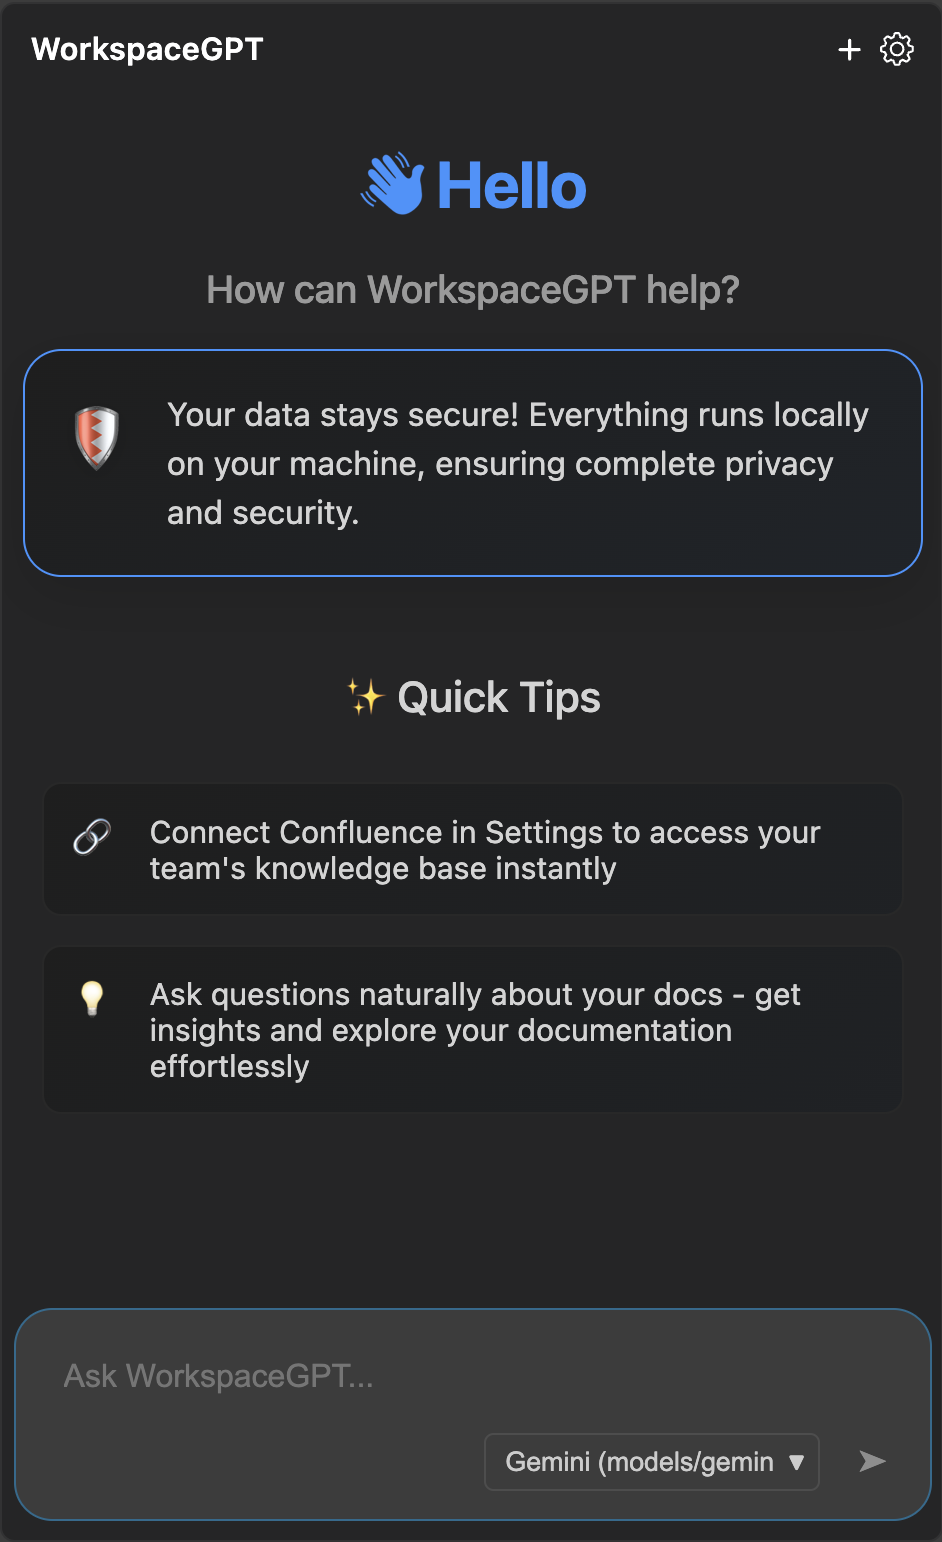 WorkspaceGPT
Hello
How can WorkspaceGPT help?
Your data stays secure! Everything runs locally
on your machine, ensuring complete privacy
and security.
Quick Tips
Connect Confluence in Settings to access your
team's knowledge base instantly
Ask questions naturally about your docs - get
insights and explore your documentation
effortlessly
Ask WorkspaceGPT...
Gemini (models/gemin